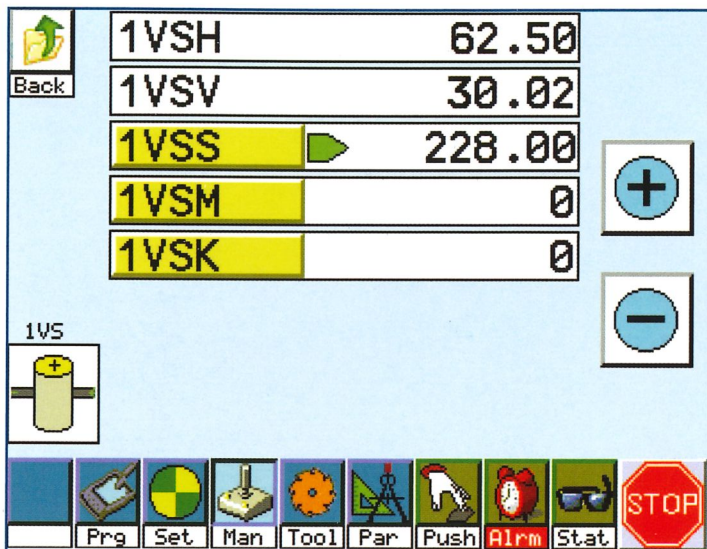 Back
1VSH 62.50
1VSV 30.02
1VSS 228.00
1VSM 0
1VSK 0
+
−
1VS
+
Prg Set Man Tool Par Push Alrm Stat STOP